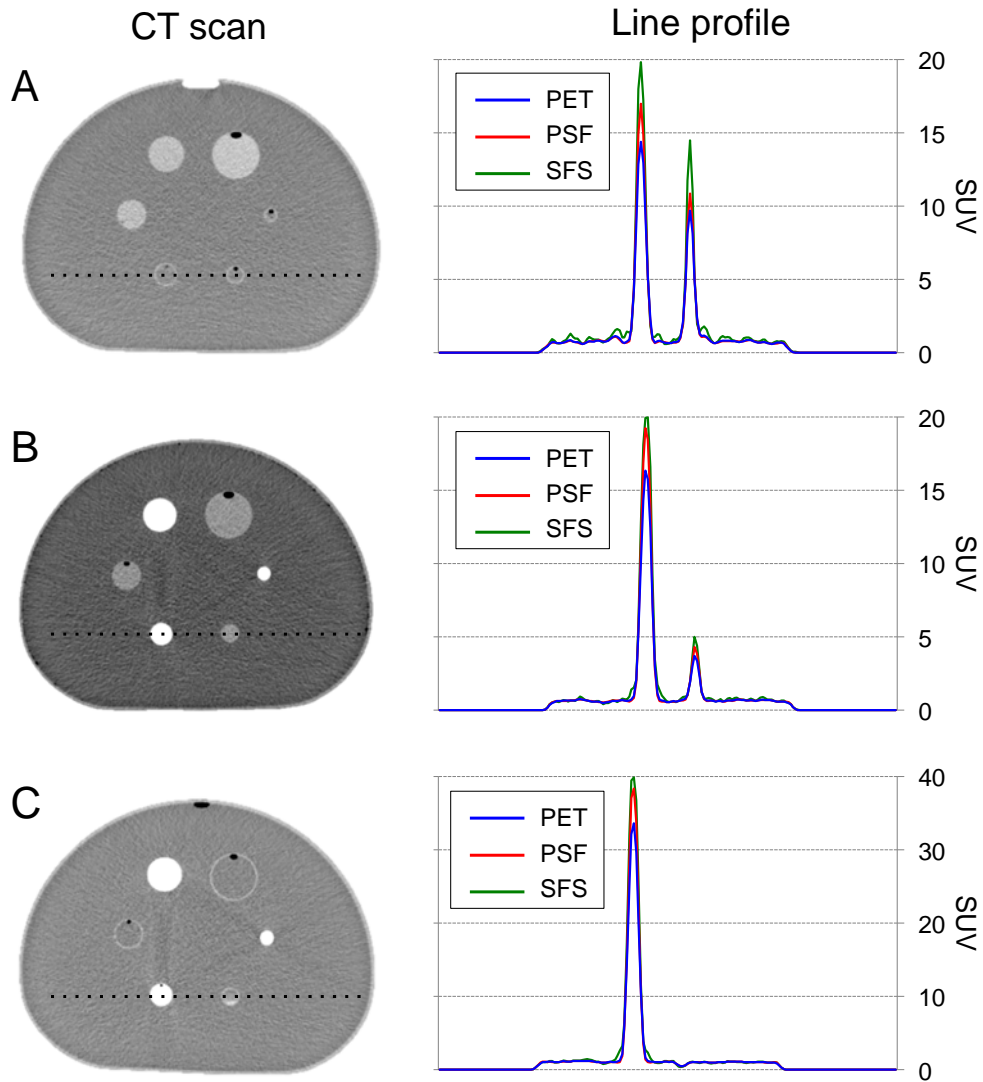 CT scan
Line profile
A
PET
PSF
SFS
20
15
10
5
0
SUV
B
PET
PSF
SFS
20
15
10
5
0
SUV
C
PET
PSF
SFS
40
30
20
10
0
SUV